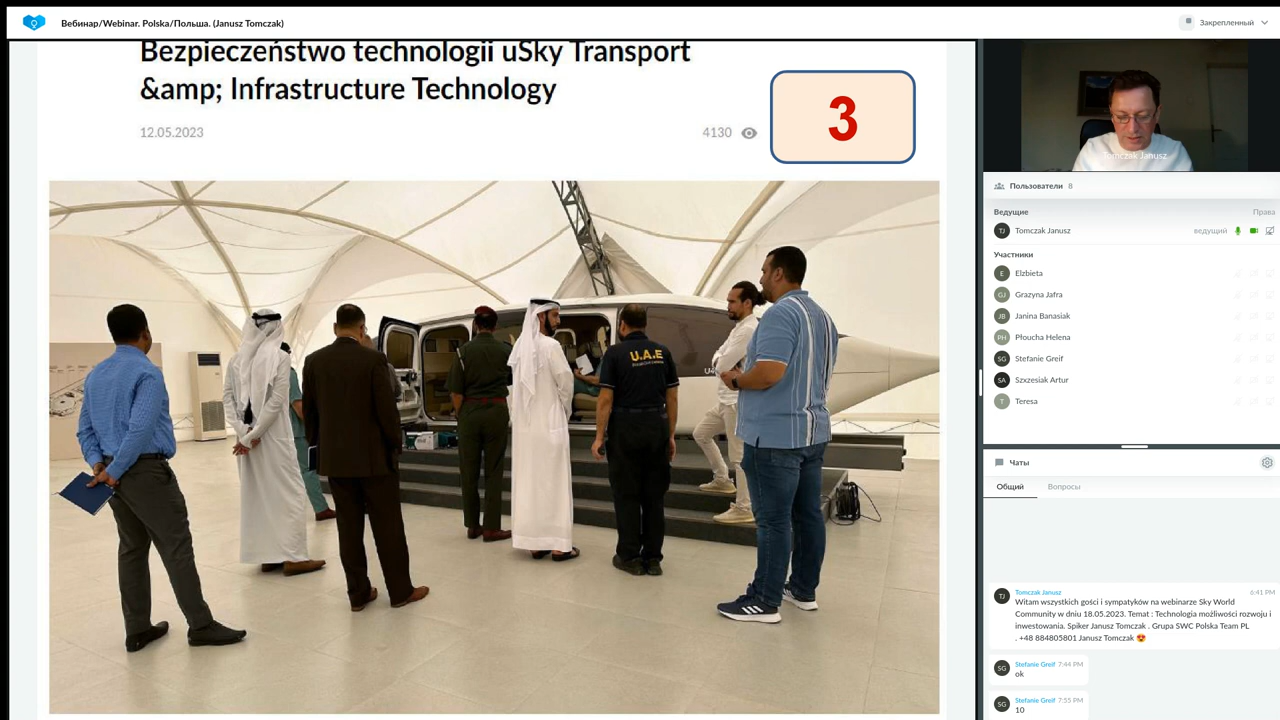 Вебинар/Webinar. Polska/Польша. (Janusz Tomczak)
Закрепленный
Bezpieczeństwo technologii uSky Transport
&amp; Infrastructure Technology
12.05.2023
4130
3
U.A.E
U4
Tomczak Janusz
Пользователи 8
Ведущие
Права
TJ Tomczak Janusz ведущий
Участники
E Elzbieta
GJ Grazyna Jafra
JB Janina Banasiak
PH Płoucha Helena
SG Stefanie Greif
SA Szxzesiak Artur
T Teresa
Чаты
Общий
Вопросы
TJ
Tomczak Janusz 6:41 PM
Witam wszystkich gości i sympatyków na webinarze Sky World
Community w dniu 18.05.2023. Temat : Technologia możliwości rozwoju i
inwestowania. Spiker Janusz Tomczak . Grupa SWC Polska Team PL
. +48 884805801 Janusz Tomczak 😍
SG
Stefanie Greif 7:44 PM
ok
SG
Stefanie Greif 7:55 PM
10